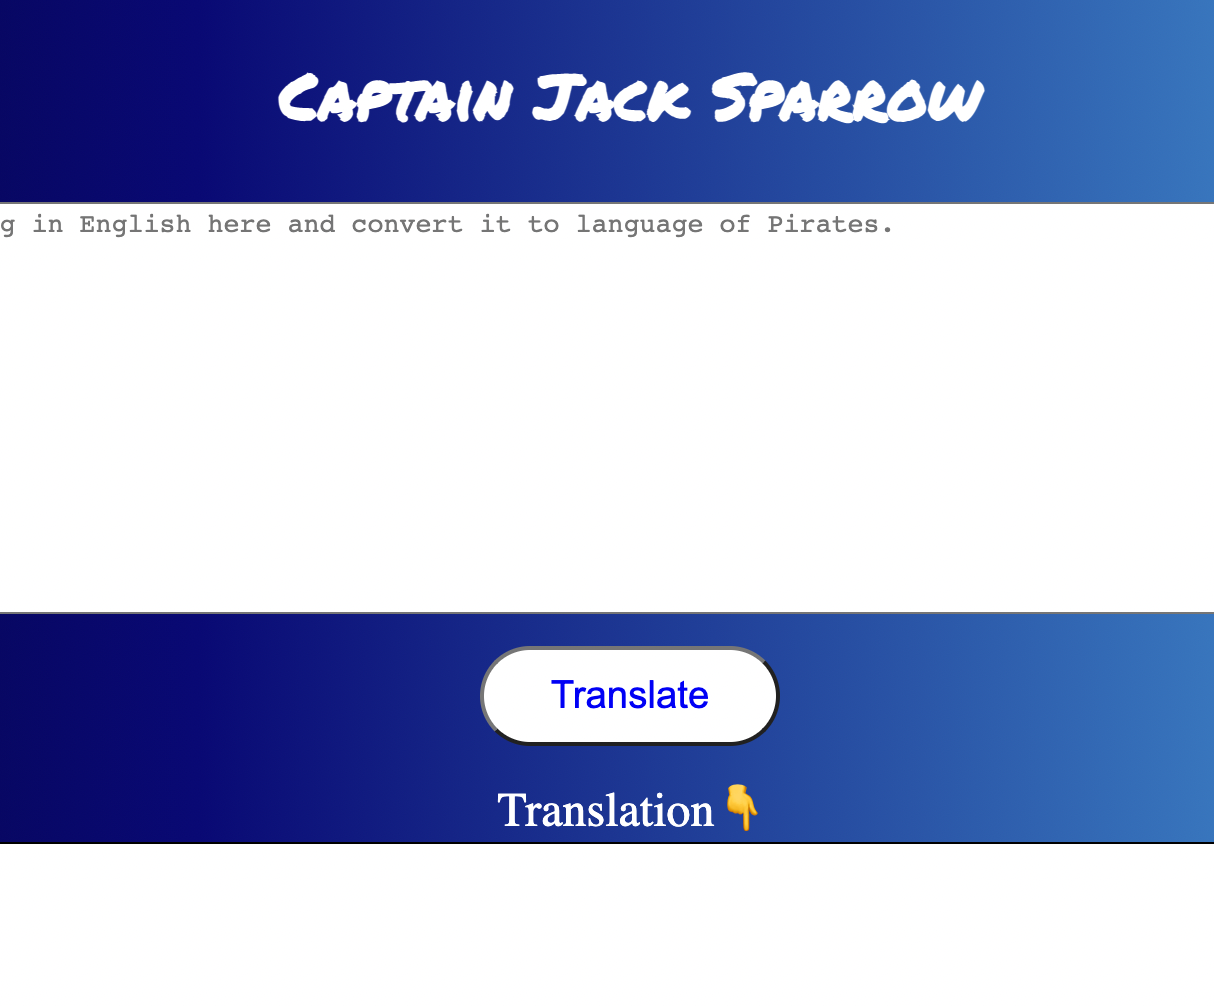 Captain Jack Sparrow
g in English here and convert it to language of Pirates.
Translate
Translation👇